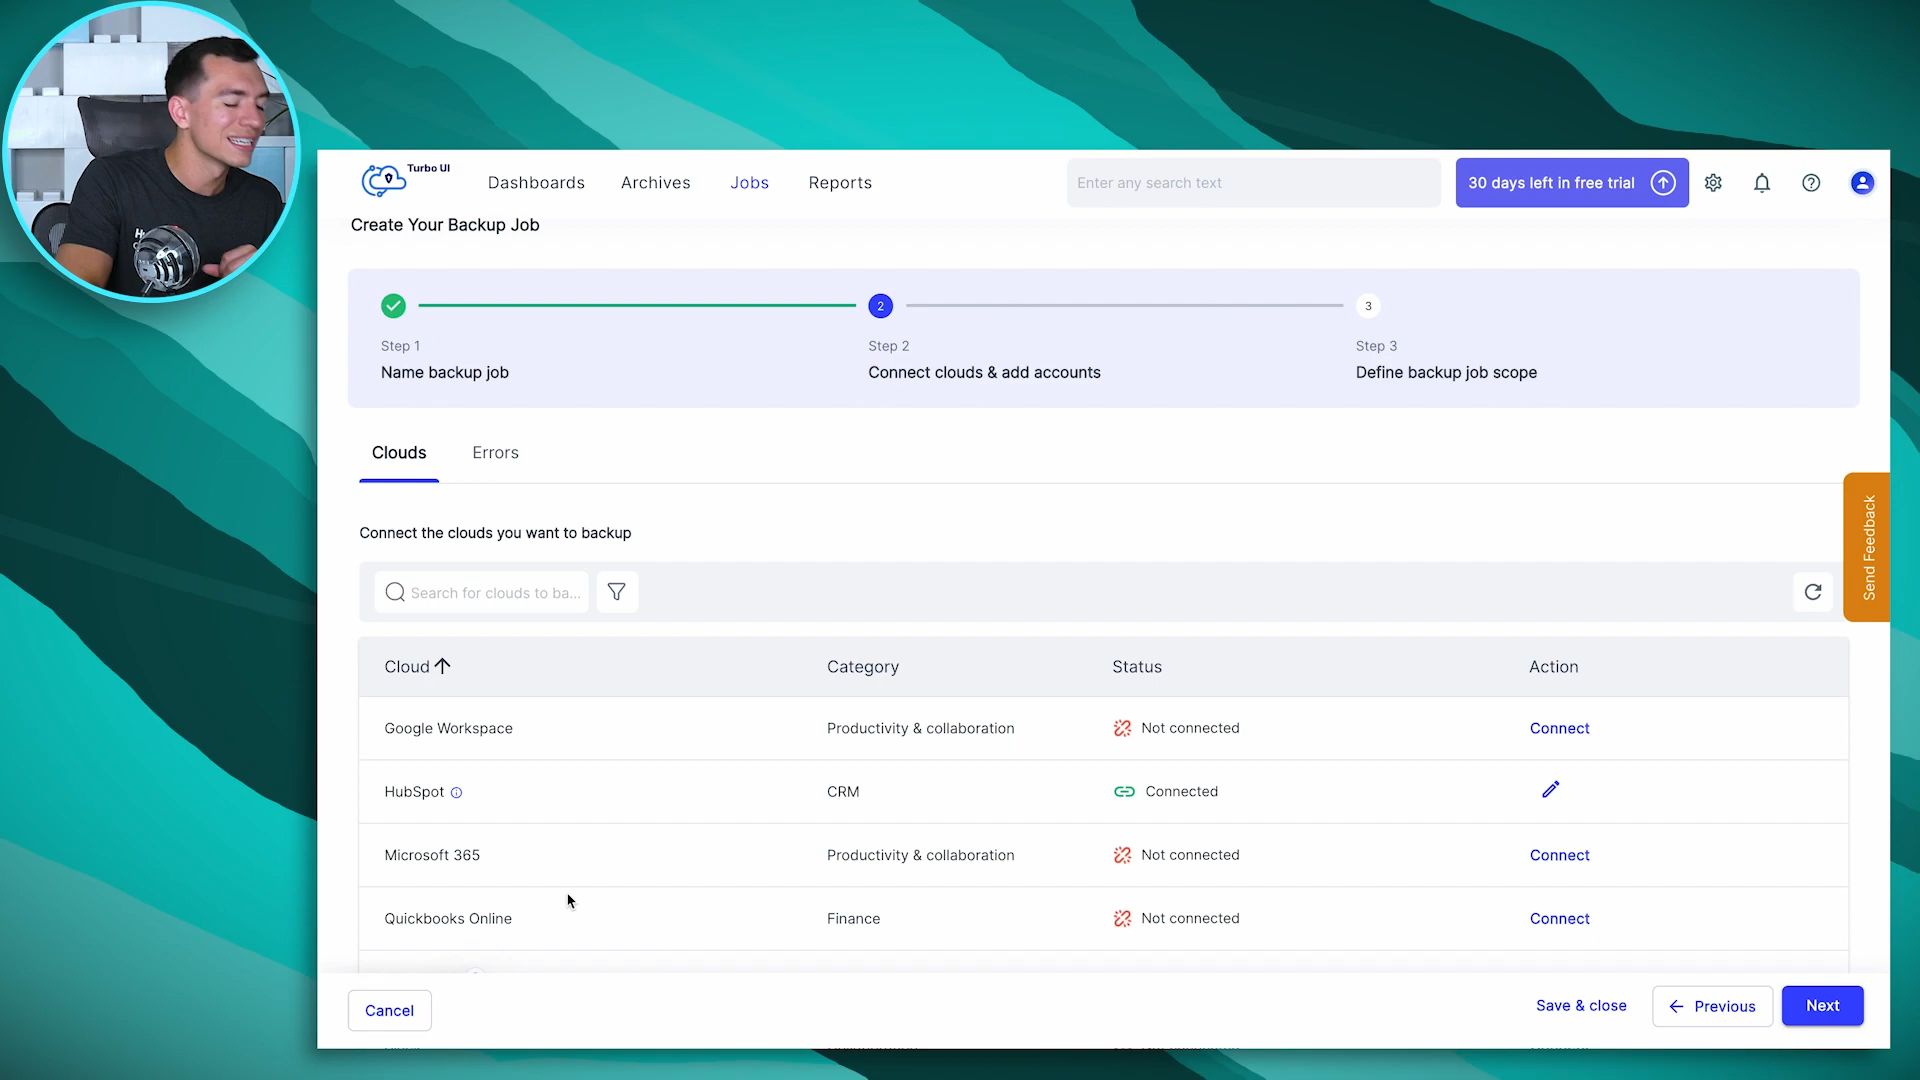 Turbo UI
Dashboards
Archives
Jobs
Reports
Enter any search text
30 days left in free trial
Create Your Backup Job
2
3
Step 1
Step 2
Step 3
Name backup job
Connect clouds & add accounts
Define backup job scope
Clouds
Errors
Send Feedback
Connect the clouds you want to backup
Search for clouds to ba...
Cloud
Category
Status
Action
Google Workspace
Productivity & collaboration
Not connected
Connect
HubSpot
CRM
Connected
Microsoft 365
Productivity & collaboration
Not connected
Connect
Quickbooks Online
Finance
Not connected
Connect
Cancel
Save & close
Previous
Next